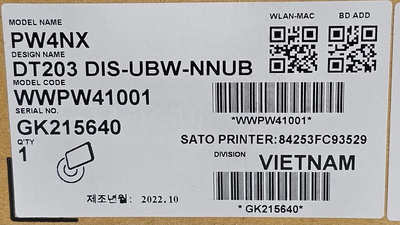 MODEL NAME
PW4NX
DESIGN NAME
DT203 DIS-UBW-NNUB
MODEL CODE
WWPW41001
SERIAL NO.
GK215640
Q'TY
1
제조년월: 2022.10
WLAN-MAC
BD ADD
*WWPW41001*
SATO PRINTER:84253FC93529
DIVISION
VIETNAM
* GK215640*